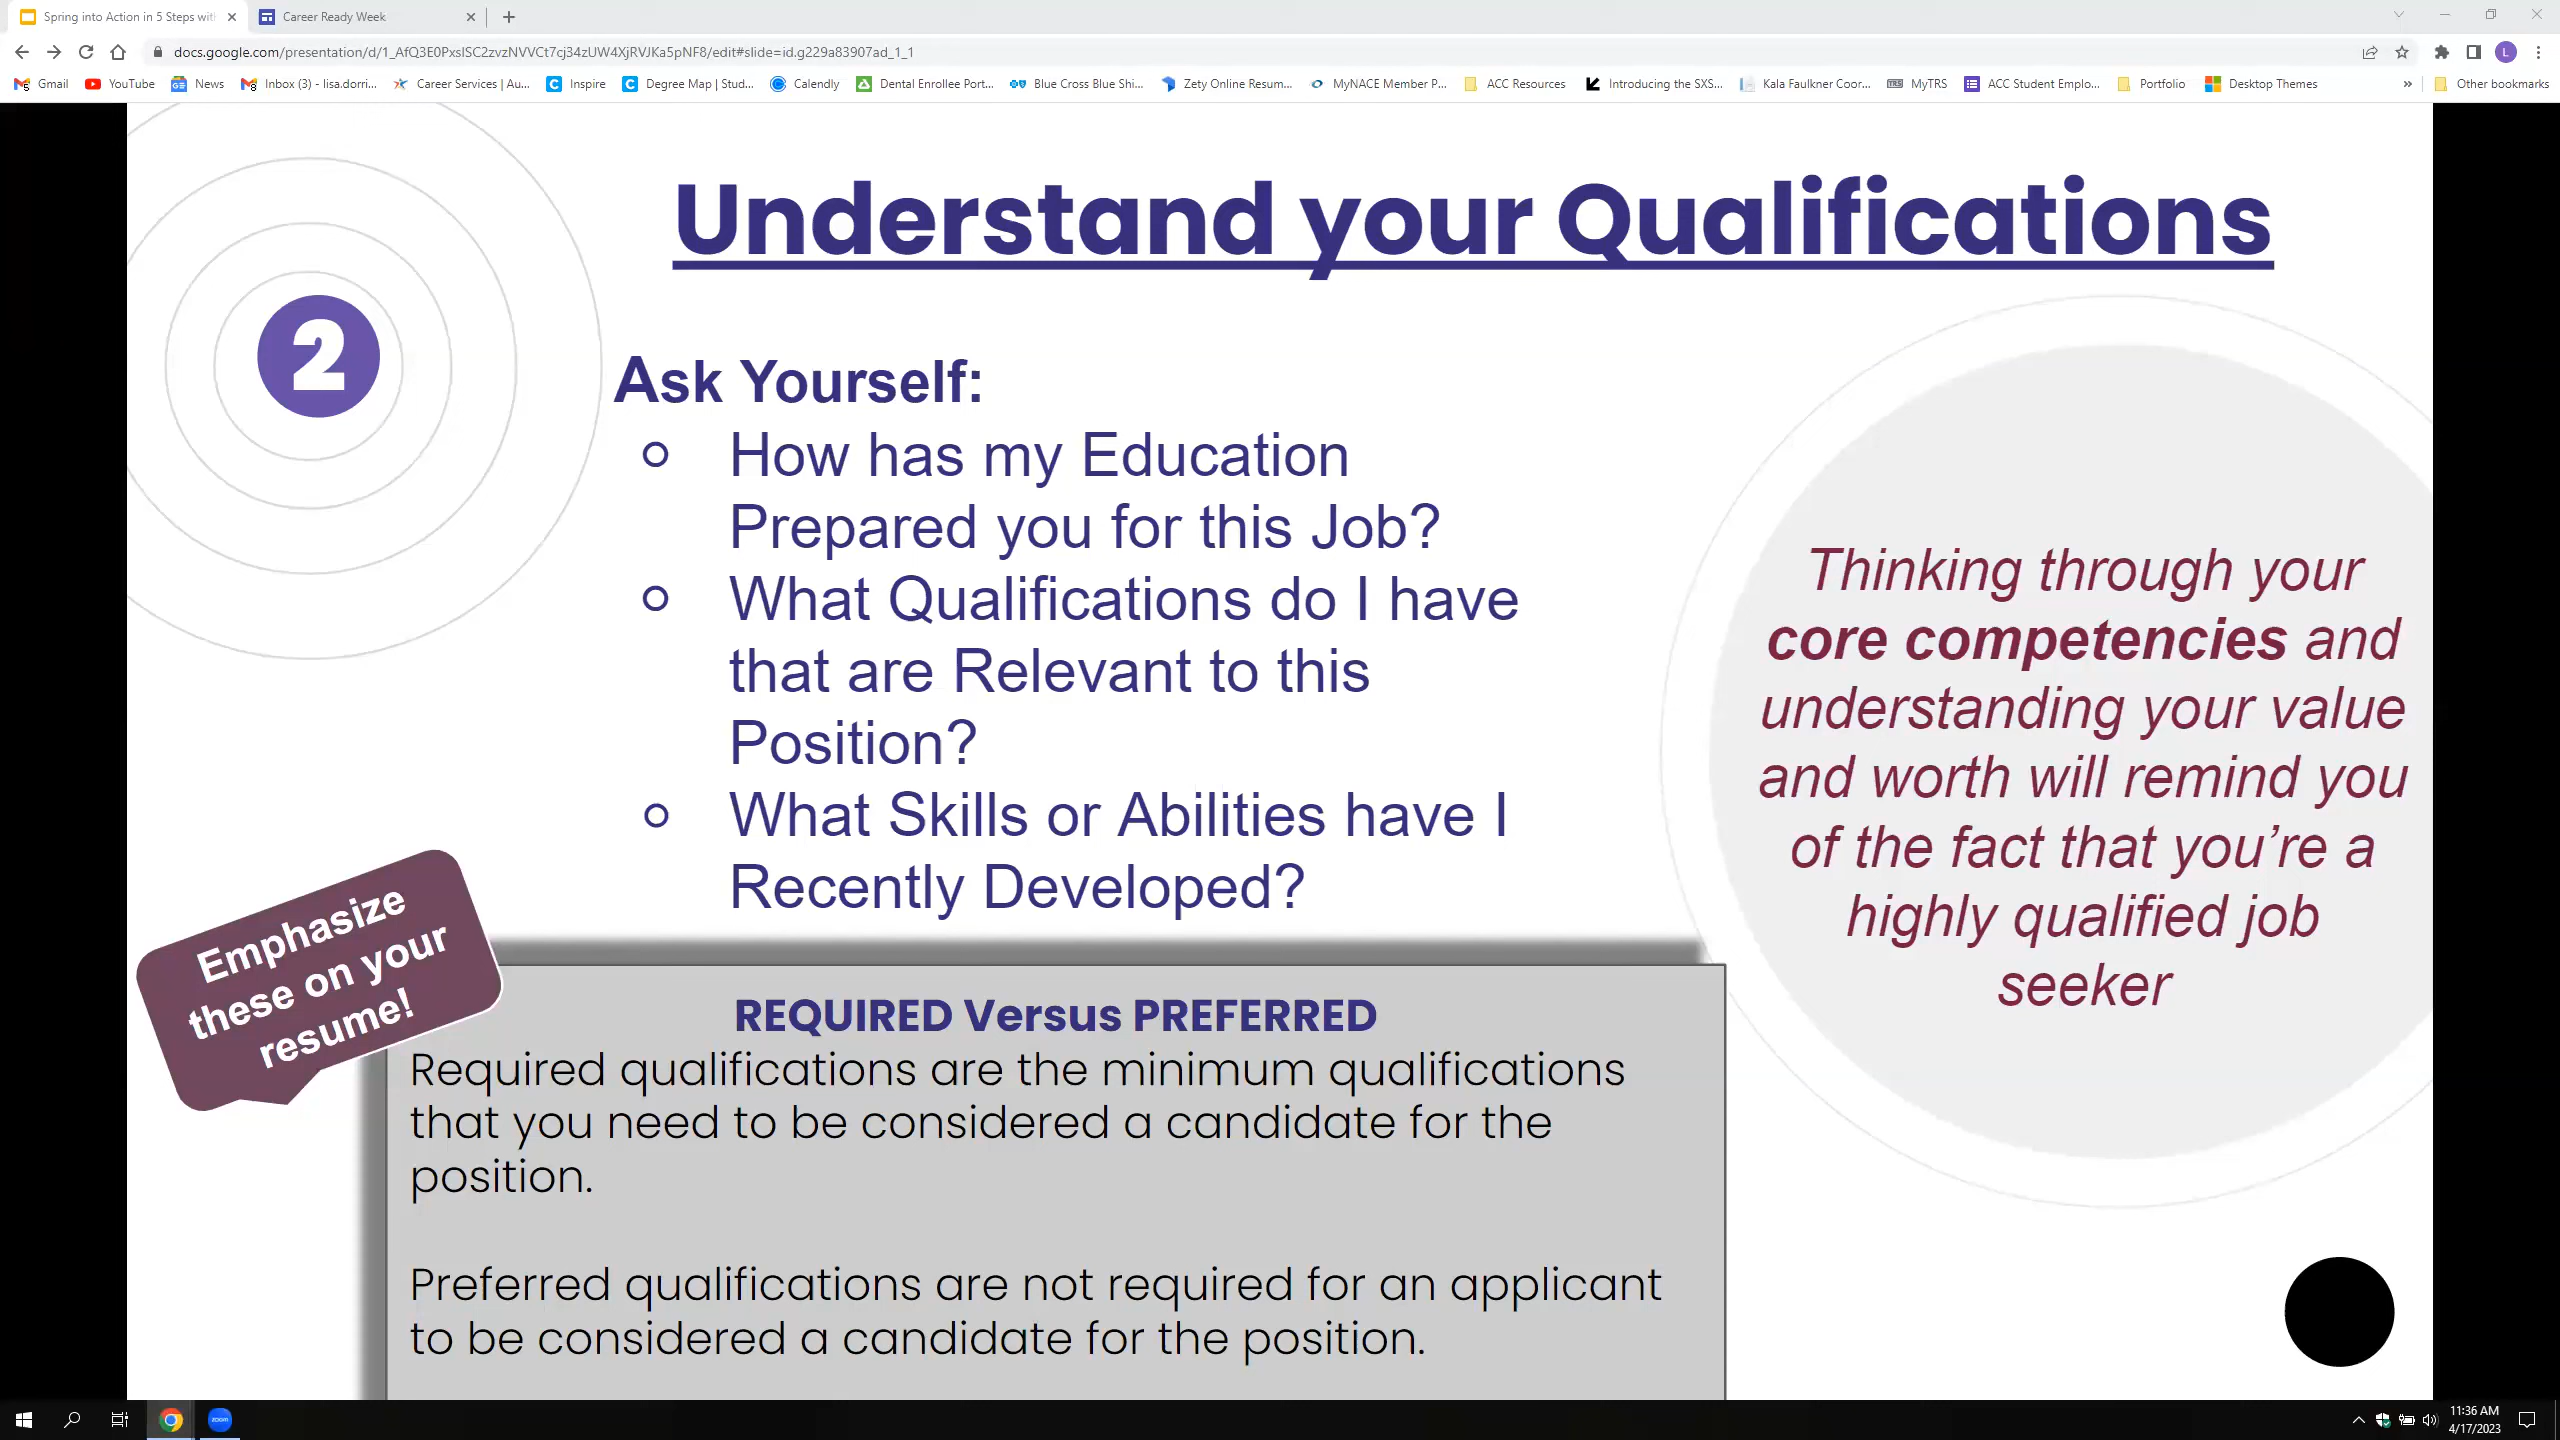 Spring into Action in 5 Steps wit
Career Ready Week
docs.google.com/presentation/d/1_AfQ3E0PxsISC2zvzNVVCt7cj34zUW4XjRVJKa5pNF8/edit#slide=id.g229a83907ad_1_1
L
Gmail YouTube News Inbox (3) - lisa.dorri... Career Services | Au... Inspire Degree Map | Stud... Calendly Dental Enrollee Port... Blue Cross Blue Shi... Zety Online Resum... MyNACE Member P... ACC Resources Introducing the SXS... Kala Faulkner Coor... MyTRS ACC Student Emplo... Portfolio Desktop Themes » Other bookmarks
Understand your Qualifications
2
Ask Yourself:
How has my Education
Prepared you for this Job?
What Qualifications do I have
that are Relevant to this
Position?
What Skills or Abilities have I
Recently Developed?
Thinking through your
core competencies and
understanding your value
and worth will remind you
of the fact that you’re a
highly qualified job
seeker
Emphasize
these on your
resume!
REQUIRED Versus PREFERRED
Required qualifications are the minimum qualifications
that you need to be considered a candidate for the
position.
Preferred qualifications are not required for an applicant
to be considered a candidate for the position.
zoom
11:36 AM
4/17/2023